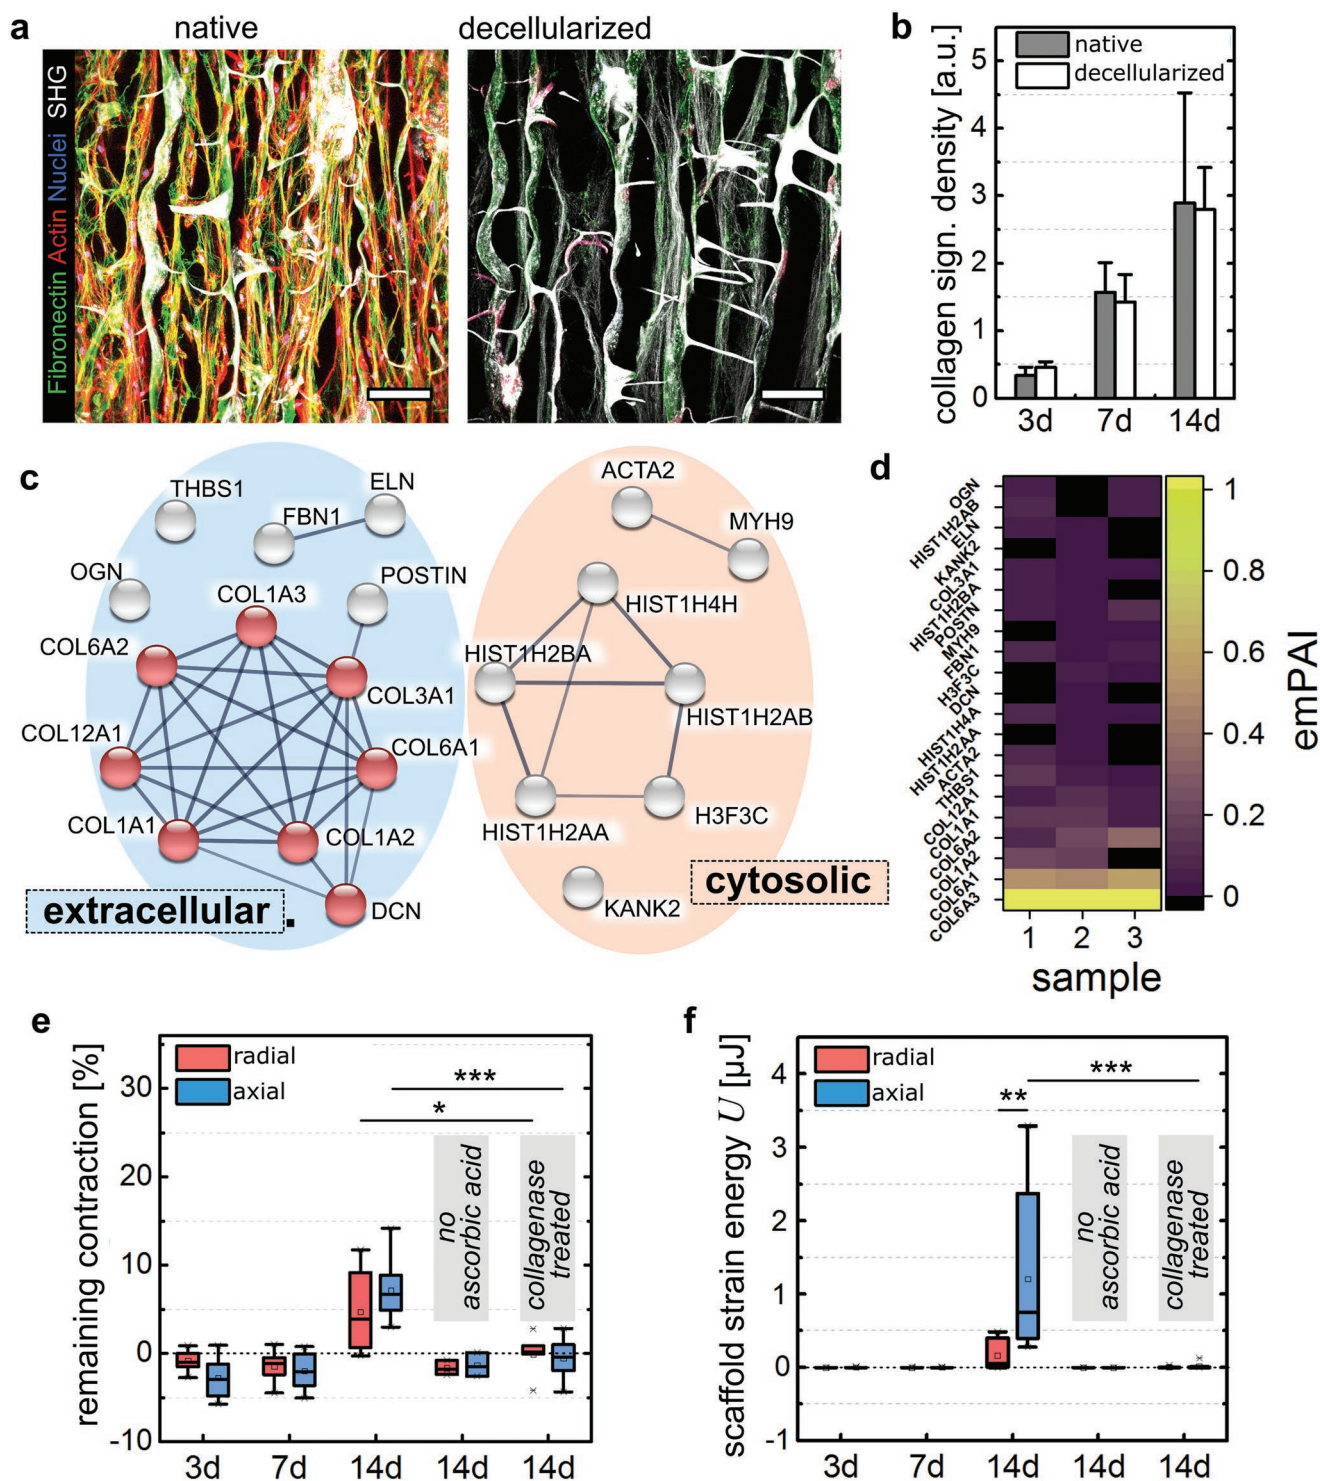 a
native
decellularized
Fibronectin Actin Nuclei SHG
b
collagen sign. density [a.u.]
native
decellularized
5
4
3
2
1
0
3d
7d
14d
c
THBS1
ELN
FBN1
OGN
COL1A3
POSTIN
COL6A2
COL3A1
COL12A1
COL6A1
COL1A1
COL1A2
DCN
extracellular.
ACTA2
MYH9
HIST1H4H
HIST1H2BA
HIST1H2AB
HIST1H2AA
H3F3C
KANK2
cytosolic
d
OGN
HIST1H2AB
ELN
KANK2
COL3A1
HIST1H2BA
POSTN
MYH9
FBN1
H3F3C
DCN
HIST1H4A
HIST1H2AA
ACTA2
THBS1
COL12A1
COL1A1
COL6A2
COL1A2
COL6A1
COL6A3
1
2
3
sample
1
0.8
0.6
0.4
0.2
0
emPAI
e
remaining contraction [%]
radial
axial
30
20
10
0
-10
***
*
no
ascorbic acid
collagenase
treated
3d
7d
14d
14d
14d
f
scaffold strain energy U [µJ]
radial
axial
4
3
2
1
0
-1
**
***
no
ascorbic acid
collagenase
treated
3d
7d
14d
14d
14d